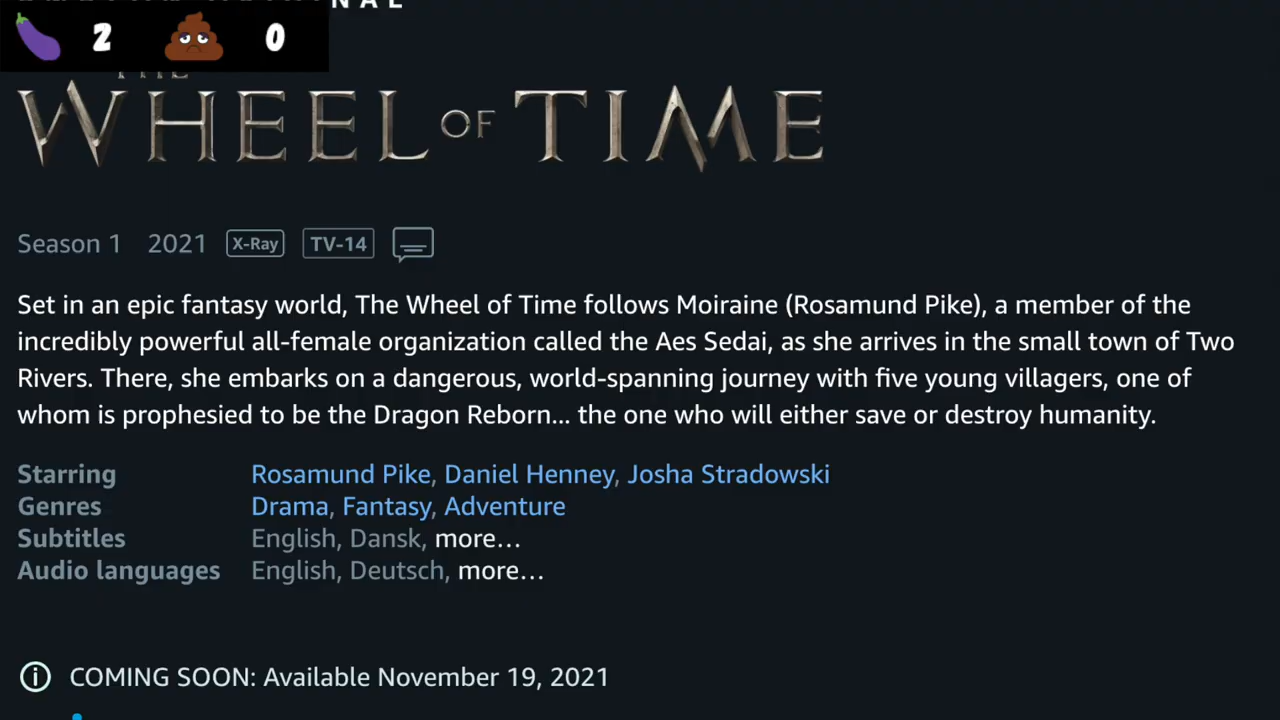 NAL
2 0
THE
WHEEL OF TIME
Season 1 2021 X-Ray TV-14
Set in an epic fantasy world, The Wheel of Time follows Moiraine (Rosamund Pike), a member of the
incredibly powerful all-female organization called the Aes Sedai, as she arrives in the small town of Two
Rivers. There, she embarks on a dangerous, world-spanning journey with five young villagers, one of
whom is prophesied to be the Dragon Reborn... the one who will either save or destroy humanity.
Starring Rosamund Pike, Daniel Henney, Josha Stradowski
Genres Drama, Fantasy, Adventure
Subtitles English, Dansk, more...
Audio languages English, Deutsch, more...
COMING SOON: Available November 19, 2021